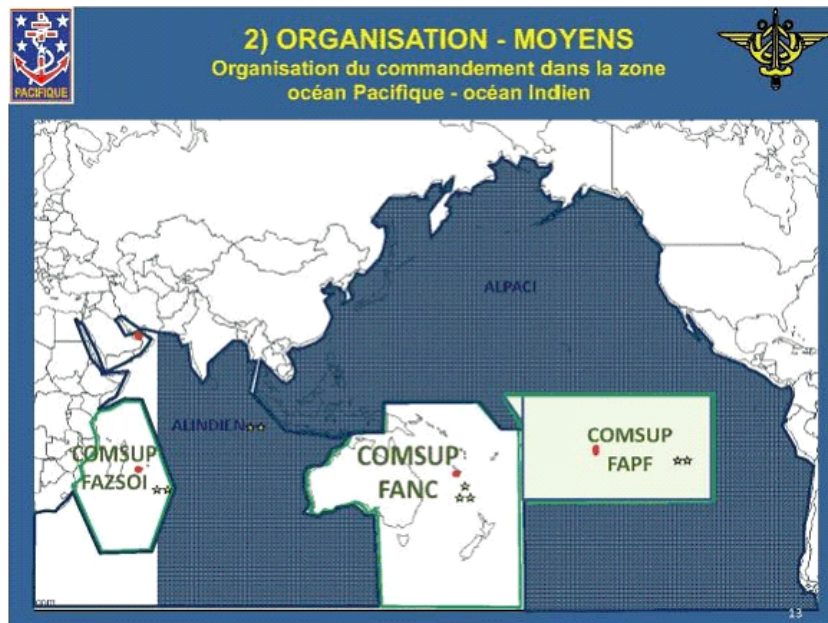 PACIFIQUE
2) ORGANISATION - MOYENS
Organisation du commandement dans la zone
océan Pacifique - océan Indien
ALPACI
ALINDIEN
COMSUP
FAZSOI
COMSUP
FANC
COMSUP
FAPF
.com
13